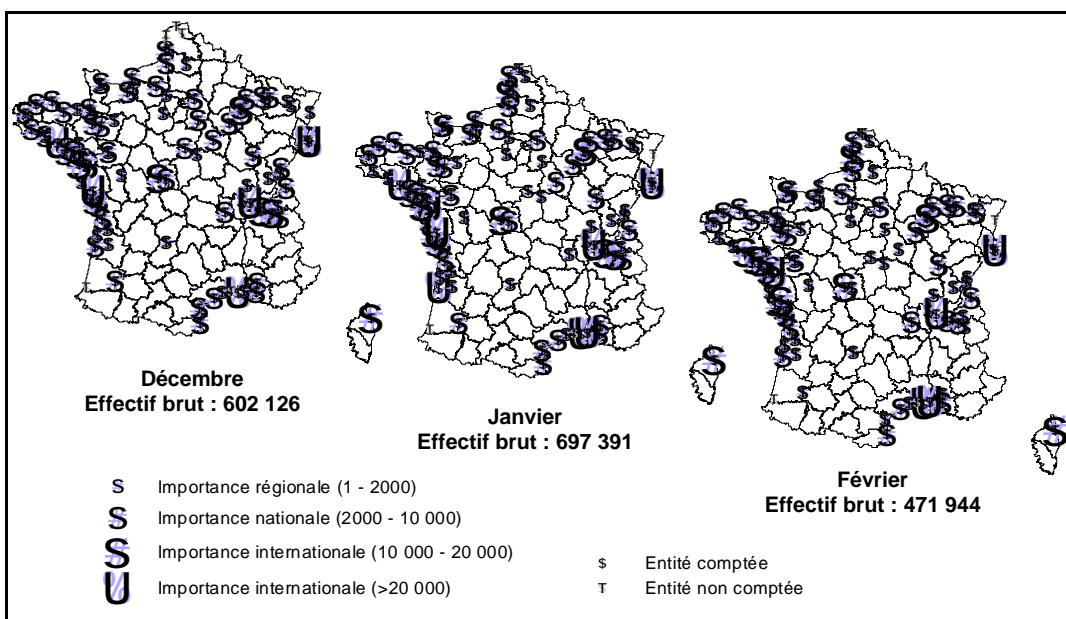 Décembre
Effectif brut : 602 126
Janvier
Effectif brut : 697 391
Février
Effectif brut : 471 944
S Importance régionale (1 - 2000)
S Importance nationale (2000 - 10 000)
S Importance internationale (10 000 - 20 000)
U Importance internationale (>20 000)
$ Entité comptée
T Entité non comptée